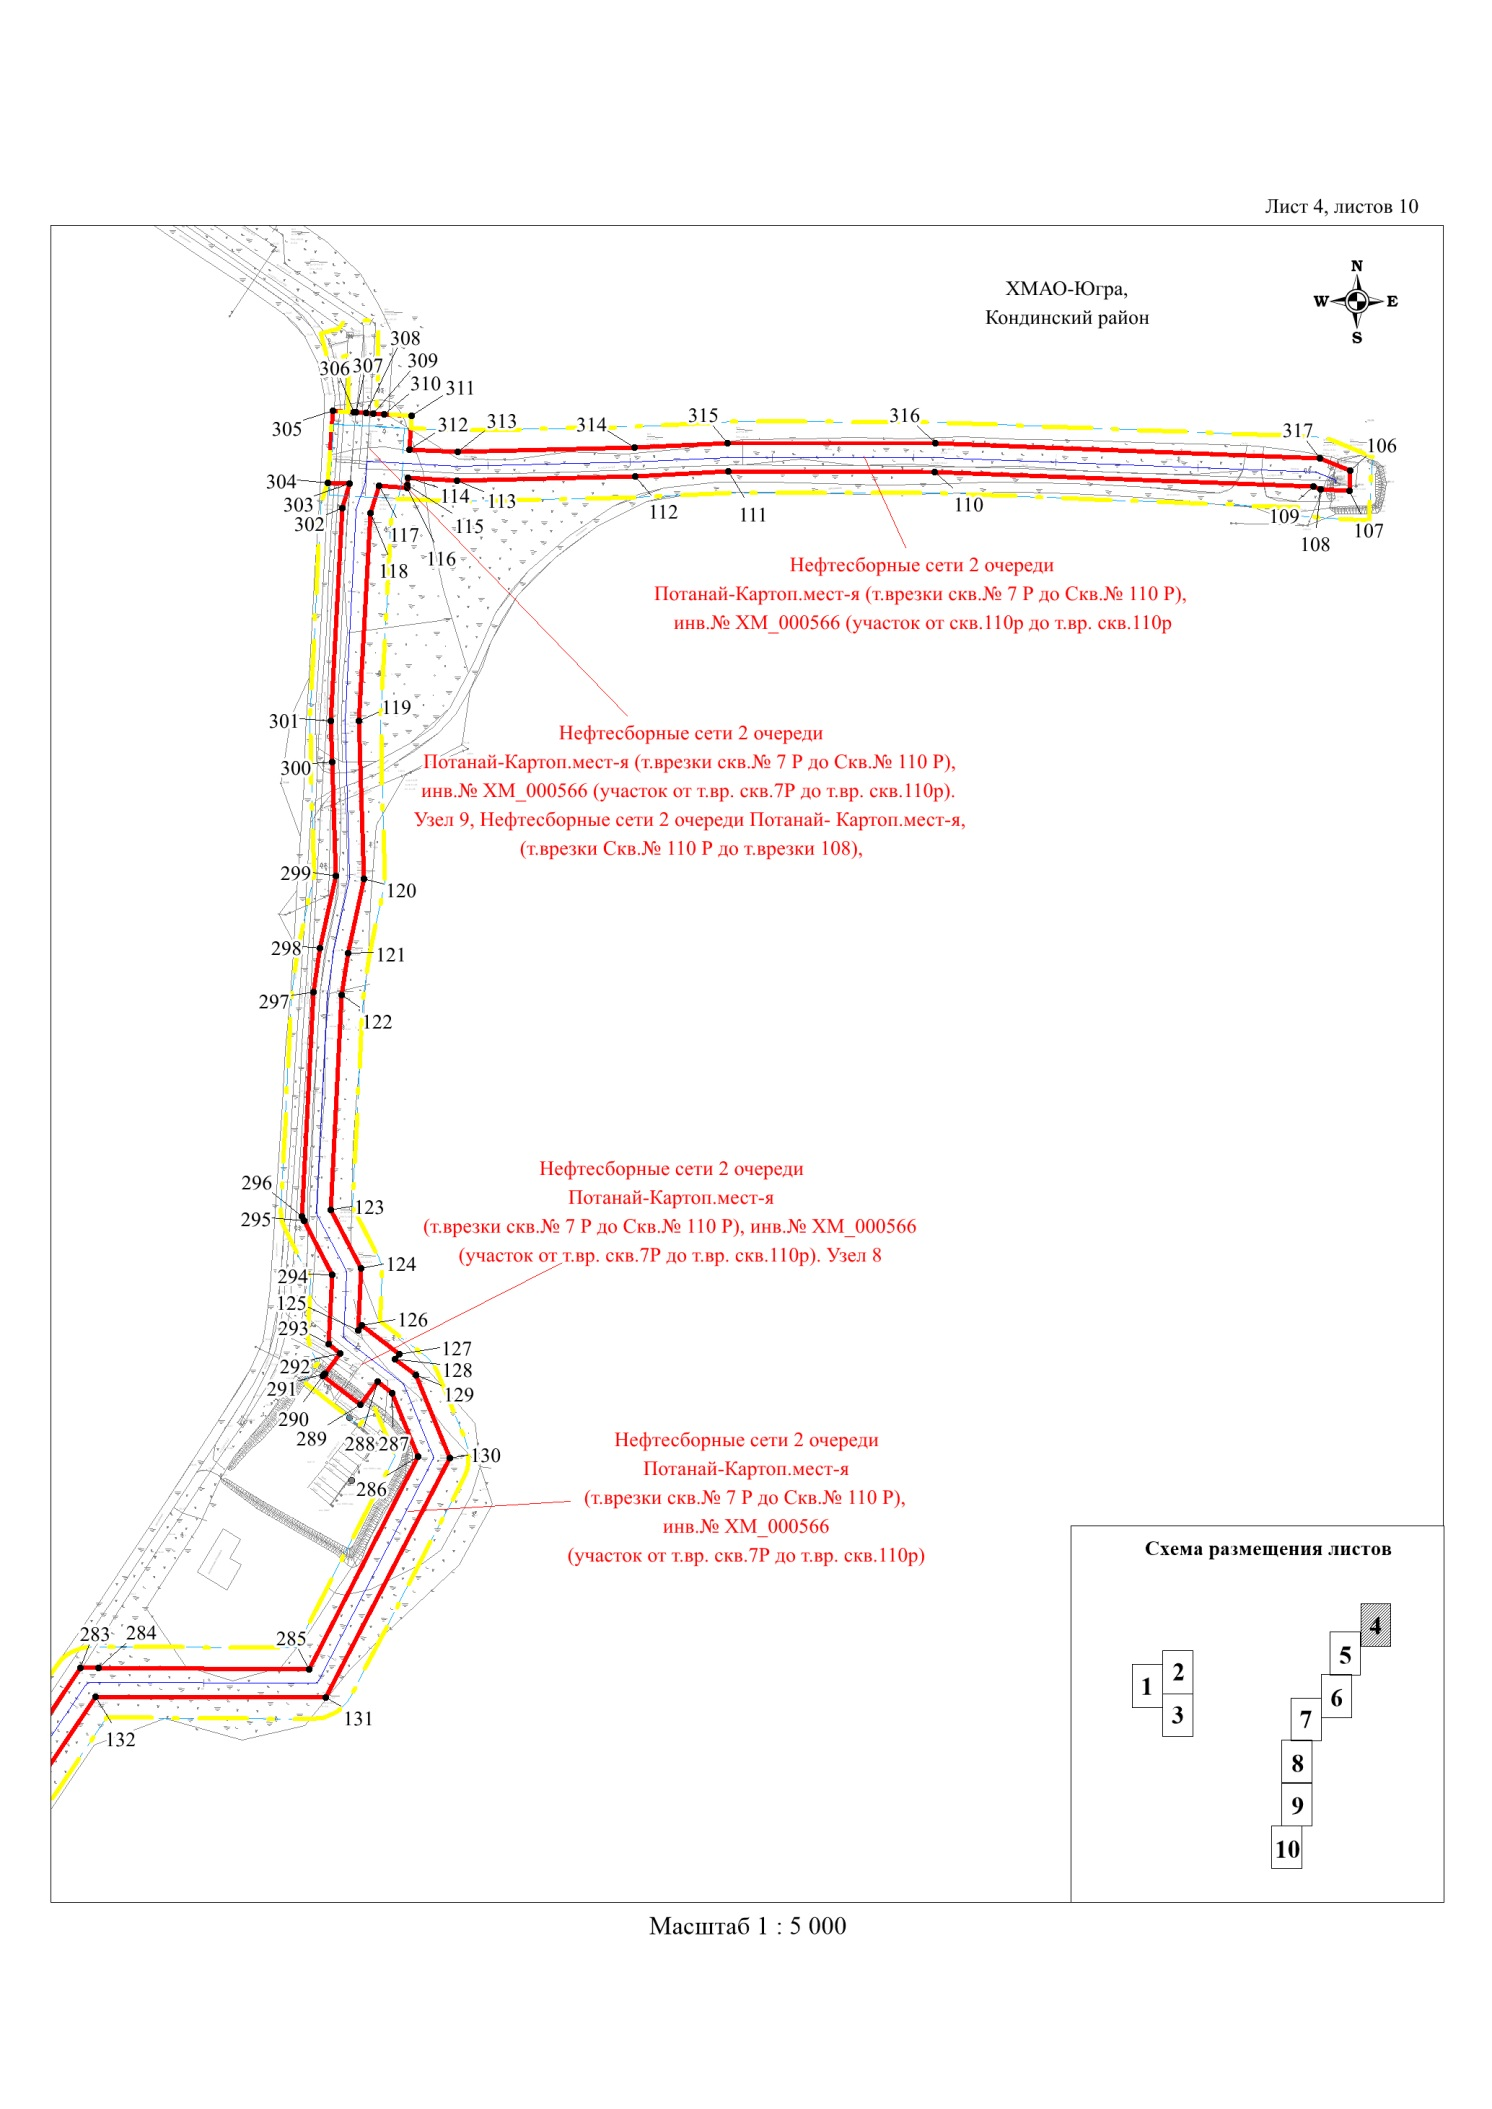 Лист 4, листов 10
ХМАО-Югра,
Кондинский район
N
W E
S
308
306 307
309
310
311
305
312
313
314
315
316
317
106
304
303
302
114
113
115
112
111
110
109
108
107
117
116
118
Нефтесборные сети 2 очереди
Потанай-Картоп.мест-я (т.врезки скв.№ 7 Р до Скв.№ 110 Р),
инв.№ ХМ_000566 (участок от скв.110р до т.вр. скв.110р
301
119
300
Нефтесборные сети 2 очереди
Потанай-Картоп.мест-я (т.врезки скв.№ 7 Р до Скв.№ 110 Р),
инв.№ ХМ_000566 (участок от т.вр. скв.7Р до т.вр. скв.110р).
Узел 9, Нефтесборные сети 2 очереди Потанай- Картоп.мест-я,
(т.врезки Скв.№ 110 Р до т.врезки 108),
299
120
298
121
297
122
296
295
123
Нефтесборные сети 2 очереди
Потанай-Картоп.мест-я
(т.врезки скв.№ 7 Р до Скв.№ 110 Р), инв.№ ХМ_000566
(участок от т.вр. скв.7Р до т.вр. скв.110р). Узел 8
294
124
125
126
293
127
292
128
291
129
290
289
288 287
130
286
Нефтесборные сети 2 очереди
Потанай-Картоп.мест-я
(т.врезки скв.№ 7 Р до Скв.№ 110 Р),
инв.№ ХМ_000566
(участок от т.вр. скв.7Р до т.вр. скв.110р)
283 284
285
131
132
Схема размещения листов
4
5
6
7
8
9
10
1
2
3
Масштаб 1 : 5 000